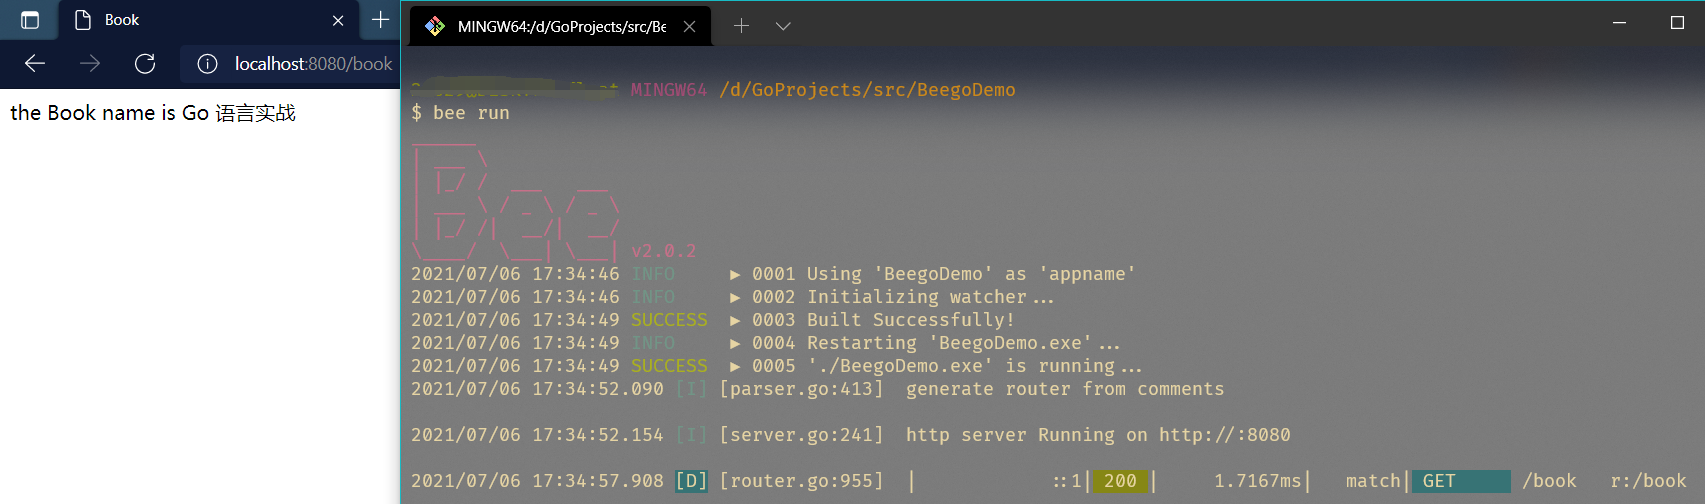 Book
localhost:8080/book
the Book name is Go 语言实战
MINGW64:/d/GoProjects/src/Be
MINGW64 /d/GoProjects/src/BeegoDemo
$ bee run
Bee
v2.0.2
2021/07/06 17:34:46 INFO ▶ 0001 Using 'BeegoDemo' as 'appname'
2021/07/06 17:34:46 INFO ▶ 0002 Initializing watcher...
2021/07/06 17:34:49 SUCCESS ▶ 0003 Built Successfully!
2021/07/06 17:34:49 INFO ▶ 0004 Restarting 'BeegoDemo.exe'...
2021/07/06 17:34:49 SUCCESS ▶ 0005 './BeegoDemo.exe' is running...
2021/07/06 17:34:52.090 [I] [parser.go:413] generate router from comments
2021/07/06 17:34:52.154 [I] [server.go:241] http server Running on http://:8080
2021/07/06 17:34:57.908 [D] [router.go:955] | ::1| 200 | 1.7167ms| match| GET /book r:/book